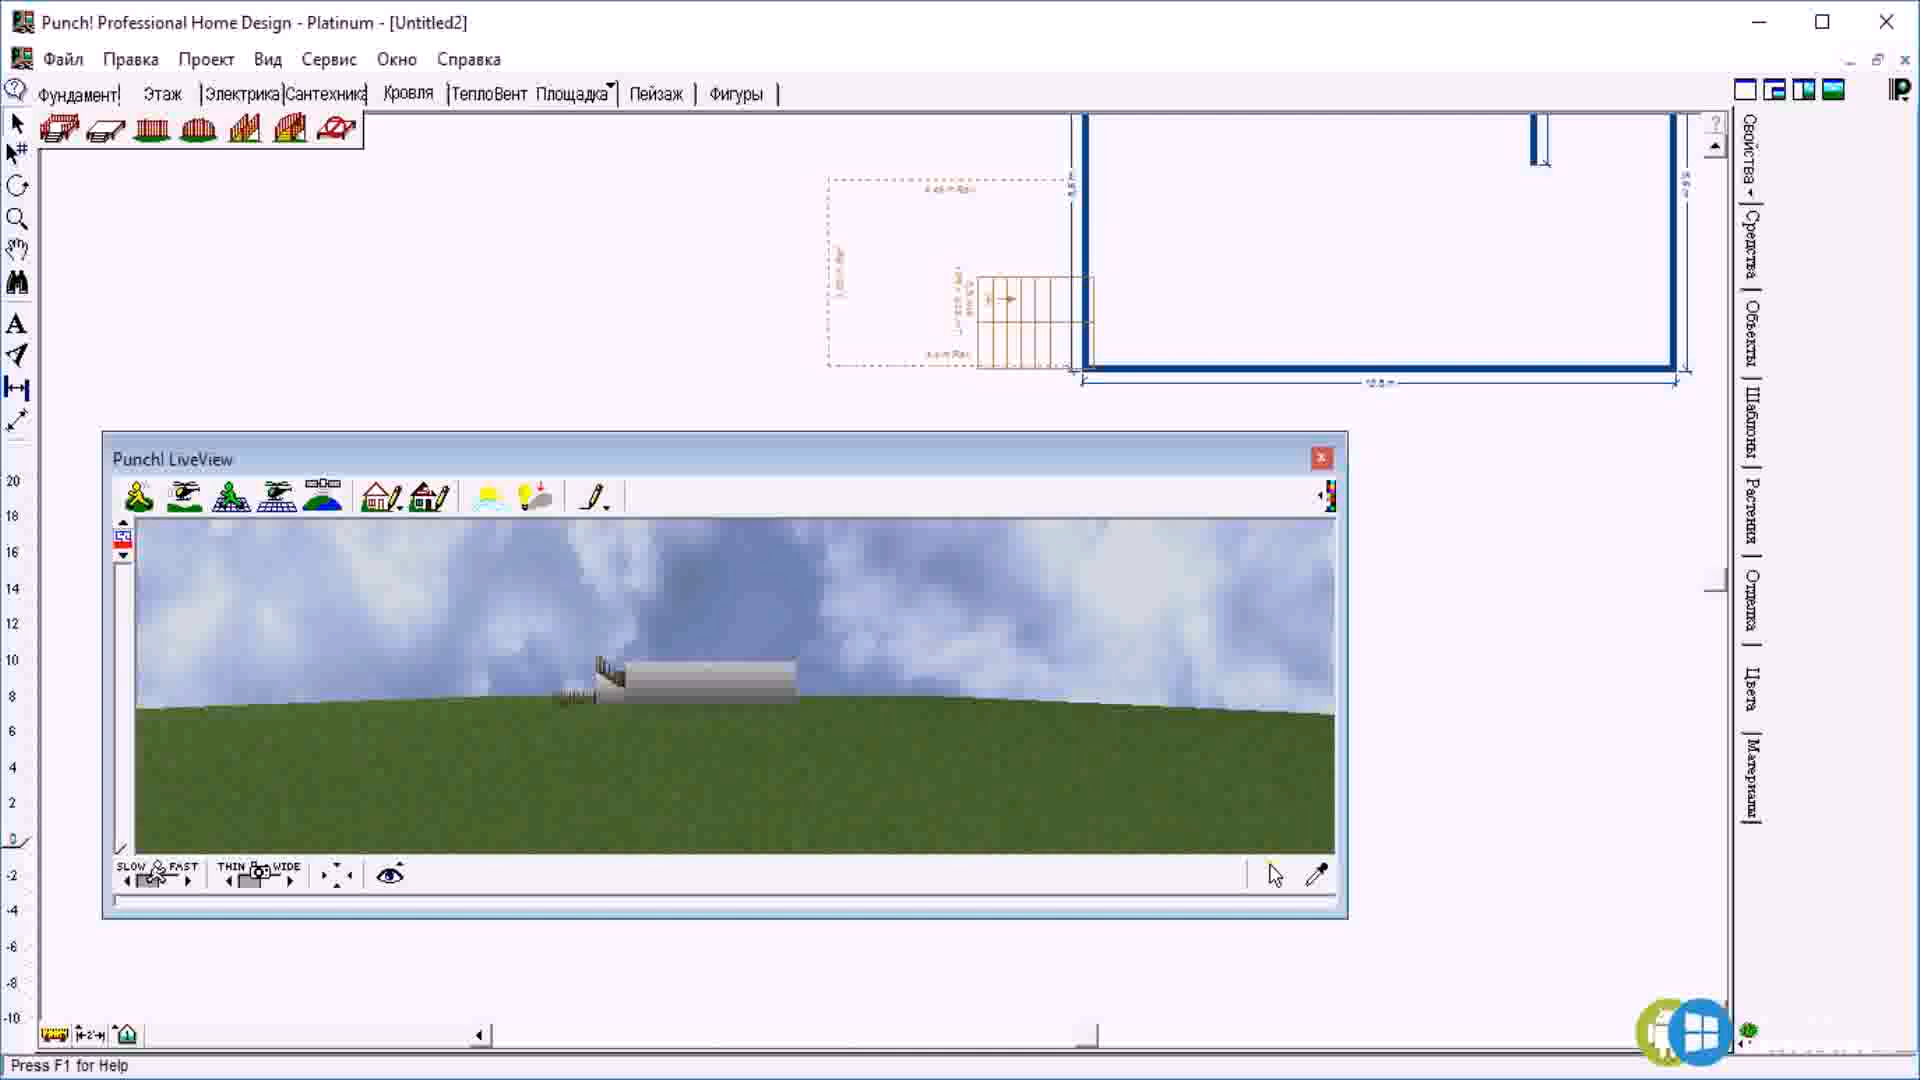 Punch! Professional Home Design - Platinum - [Untitled2]
Файл Правка Проект Вид Сервис Окно Справка
Фундамент Этаж Электрика Сантехника Кровля ТеплоВент Площадка Пейзаж Фигуры
Свойства
Средства
Объекты
Шаблоны
Растения
Отделка
Цвета
Материалы
A
Punch! LiveView
SLOW FAST THIN WIDE
20
18
16
14
12
10
8
6
4
2
0
-2
-4
-6
-8
-10
Press F1 for Help